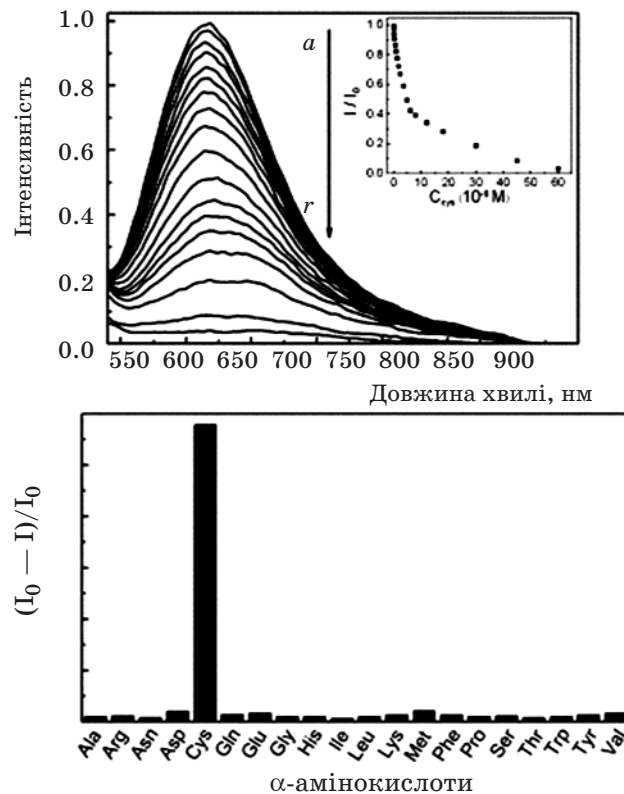 Інтенсивність
1.0
0.8
0.6
0.4
0.2
0.0
a
r
550 600 650 700 750 800 850 900
Довжина хвилі, нм
I / I₀
1.0
0.8
0.6
0.4
0.2
0.0
0 10 20 30 40 50 60
C_cys (10⁻⁶ M)
(I₀ — I)/I₀
Ala Arg Asn Asp Cys Gln Glu Gly His Ile Leu Lys Met Phe Pro Ser Thr Trp Tyr Val
α-амінокислоти